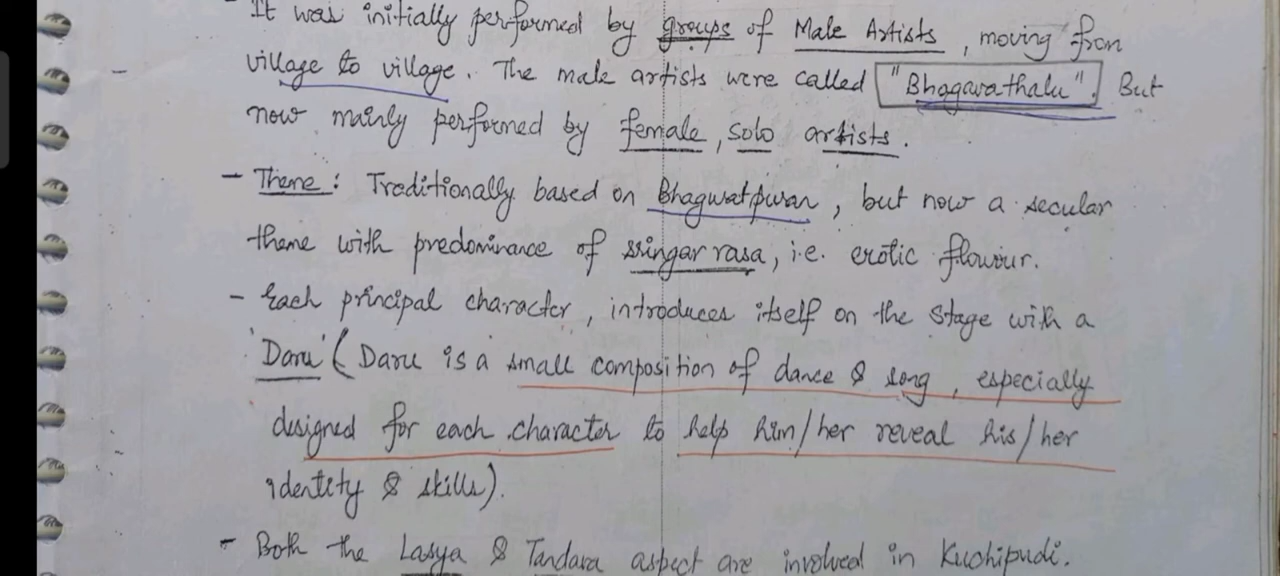 - It was initially performed by groups of Male Artists, moving from
village to village. The male artists were called "Bhagavathalu". But
now mainly performed by female, solo artists.
- Theme: Traditionally based on Bhagwatpuran, but now a secular
theme with predominance of sringar rasa, i.e. erotic flowour.
- Each principal character, introduces itself on the stage with a
'Daru' (Daru is a small composition of dance & song, especially
designed for each character to help him/her reveal his/her
identity & skills).
- Both the Lasya & Tandava aspect are involved in Kuchipudi.